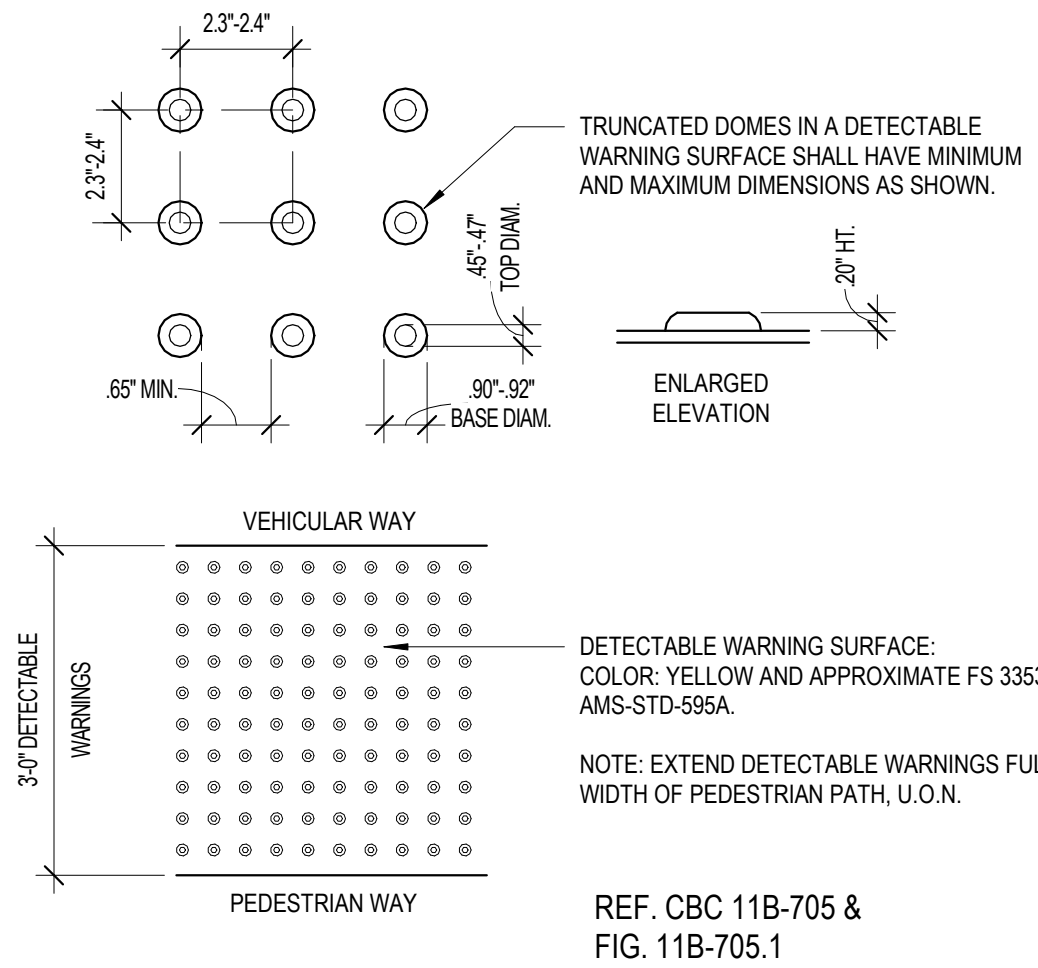 2.3"-2.4"
2.3"-2.4"
TRUNCATED DOMES IN A DETECTABLE
WARNING SURFACE SHALL HAVE MINIMUM
AND MAXIMUM DIMENSIONS AS SHOWN.
.45"-.47"
TOP DIAM.
.20" HT.
.65" MIN.
.90"-.92"
BASE DIAM.
ENLARGED
ELEVATION
VEHICULAR WAY
3-0" DETECTABLE
WARNINGS
DETECTABLE WARNING SURFACE:
COLOR: YELLOW AND APPROXIMATE FS 3353
AMS-STD-595A.
NOTE: EXTEND DETECTABLE WARNINGS FUL
WIDTH OF PEDESTRIAN PATH, U.O.N.
PEDESTRIAN WAY
REF. CBC 11B-705 &
FIG. 11B-705.1